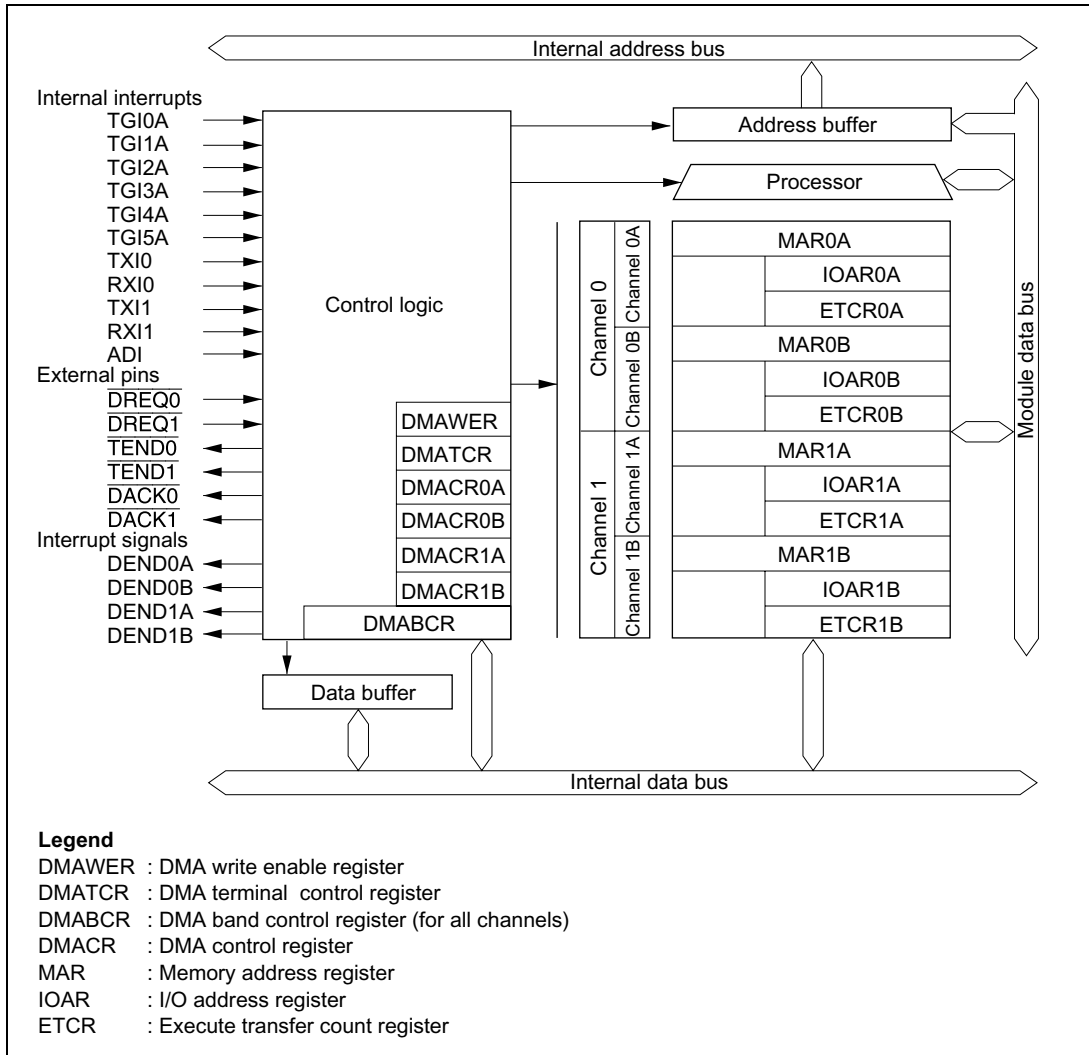 Internal address bus
Internal interrupts
TGI0A
TGI1A
TGI2A
TGI3A
TGI4A
TGI5A
TXI0
RXI0
TXI1
RXI1
ADI
External pins
DREQ0
DREQ1
TEND0
TEND1
DACK0
DACK1
Interrupt signals
DEND0A
DEND0B
DEND1A
DEND1B
Control logic
DMAWER
DMATCR
DMACR0A
DMACR0B
DMACR1A
DMACR1B
DMABCR
Data buffer
Address buffer
Processor
Channel 0
Channel 0A
Channel 0B
Channel 1
Channel 1A
Channel 1B
MAR0A
IOAR0A
ETCR0A
MAR0B
IOAR0B
ETCR0B
MAR1A
IOAR1A
ETCR1A
MAR1B
IOAR1B
ETCR1B
Module data bus
Internal data bus
Legend
DMAWER : DMA write enable register
DMATCR : DMA terminal control register
DMABCR : DMA band control register (for all channels)
DMACR : DMA control register
MAR : Memory address register
IOAR : I/O address register
ETCR : Execute transfer count register